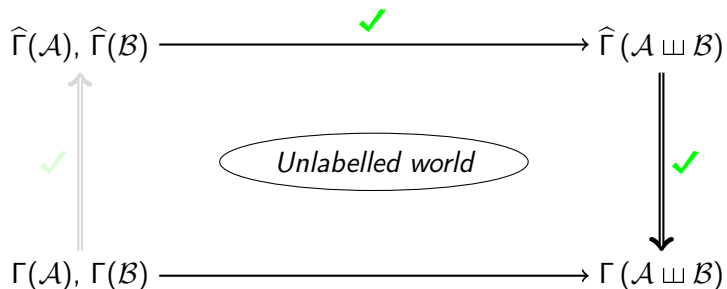 Γ̂(𝒜), Γ̂(ℬ) ✓ Γ̂ (𝒜 ⧢ ℬ)
✓ Unlabelled world ✓
Γ(𝒜), Γ(ℬ) Γ (𝒜 ⧢ ℬ)